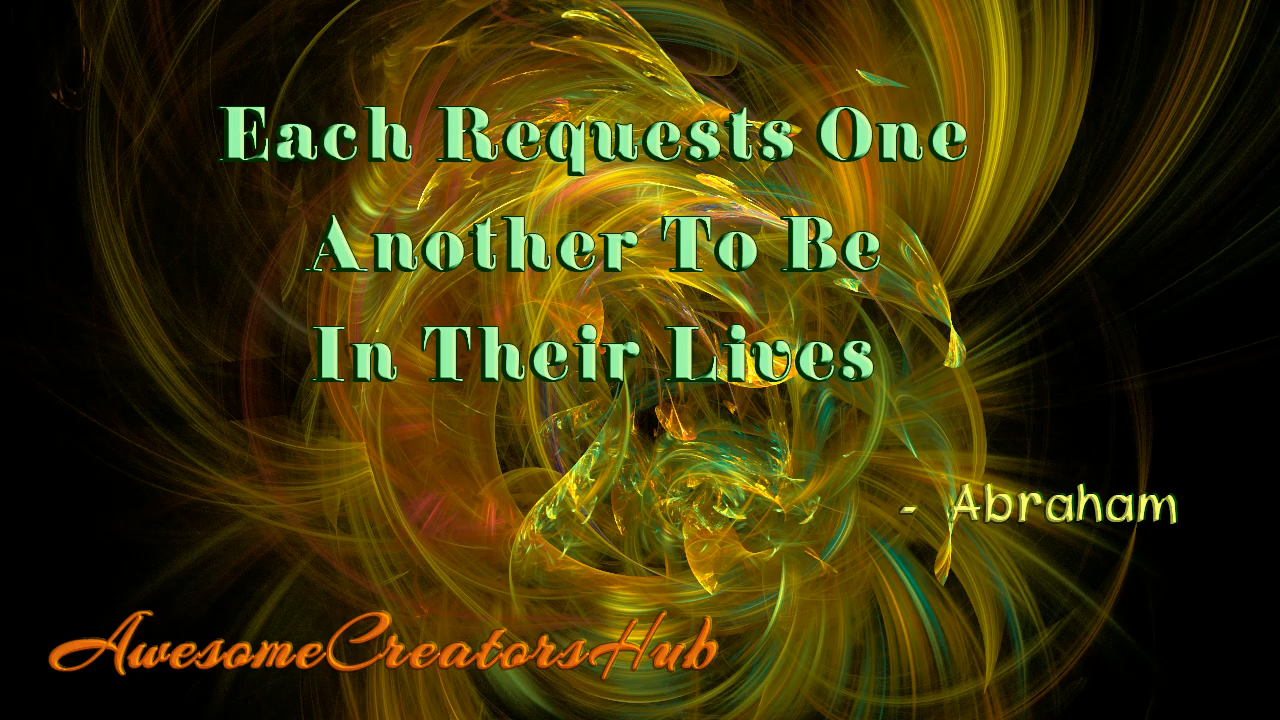 Each Requests One
Another To Be
In Their Lives
- Abraham
AwesomeCreatorsHub